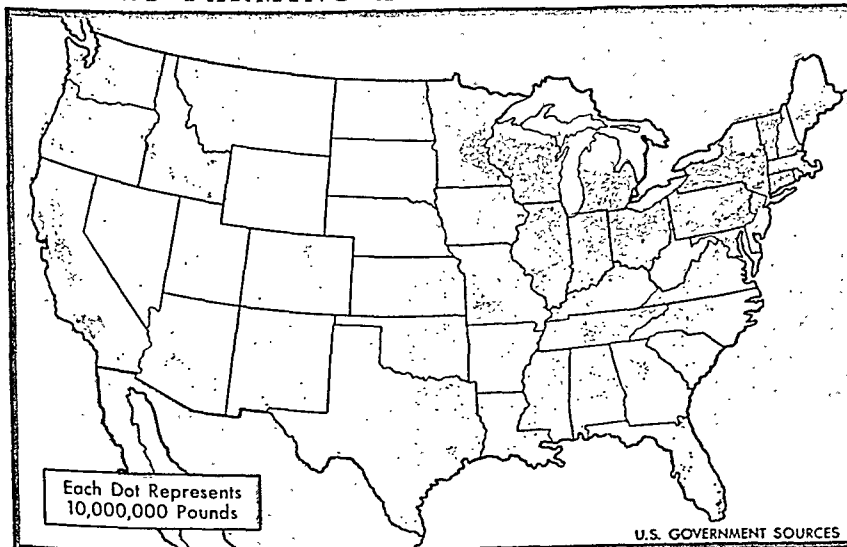 Each Dot Represents
10,000,000 Pounds
U.S. GOVERNMENT SOURCES